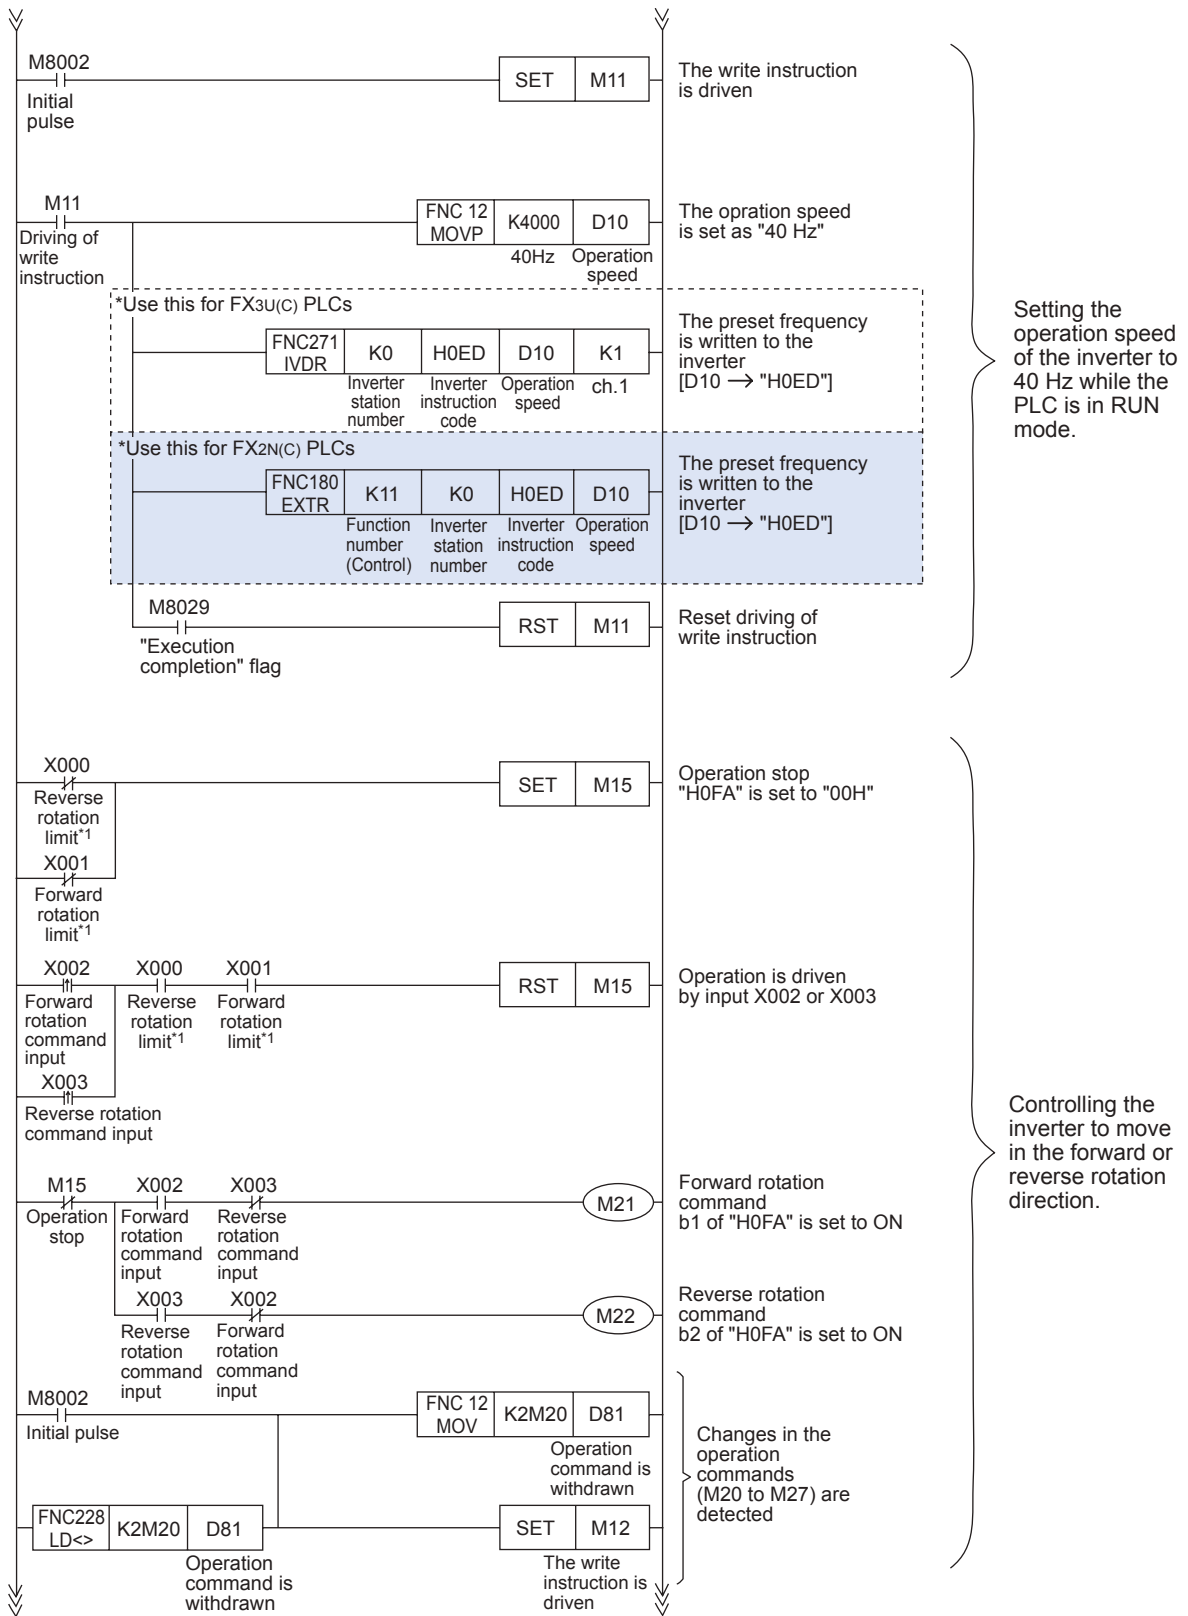 M8002
Initial
pulse
SET M11
The write instruction
is driven
M11
Driving of
write
instruction
FNC 12
MOVP
K4000 D10
40Hz
Operation
speed
The opration speed
is set as "40 Hz"
*Use this for FX3U(C) PLCs
FNC271
IVDR
K0 H0ED D10 K1
Inverter
station
number
Inverter
instruction
code
Operation
speed
ch.1
The preset frequency
is written to the
inverter
[D10 → "H0ED"]
*Use this for FX2N(C) PLCs
FNC180
EXTR
K11 K0 H0ED D10
Function
number
(Control)
Inverter
station
number
Inverter
instruction
code
Operation
speed
The preset frequency
is written to the
inverter
[D10 → "H0ED"]
M8029
"Execution
completion" flag
RST M11
Reset driving of
write instruction
Setting the
operation speed
of the inverter to
40 Hz while the
PLC is in RUN
mode.
X000
Reverse
rotation
limit*1
SET M15
Operation stop
"H0FA" is set to "00H"
X001
Forward
rotation
limit*1
X002
Forward
rotation
command
input
X000
Reverse
rotation
limit*1
X001
Forward
rotation
limit*1
RST M15
Operation is driven
by input X002 or X003
X003
Reverse rotation
command input
M15
Operation
stop
X002
Forward
rotation
command
input
X003
Reverse
rotation
command
input
M21
Forward rotation
command
b1 of "H0FA" is set to ON
X003
Reverse
rotation
command
input
X002
Forward
rotation
command
input
M22
Reverse rotation
command
b2 of "H0FA" is set to ON
M8002
Initial pulse
FNC 12
MOV
K2M20 D81
Operation
command is
withdrawn
FNC228
LD<>
K2M20 D81
Operation
command is
withdrawn
SET M12
The write
instruction is
driven
Changes in the
operation
commands
(M20 to M27) are
detected
Controlling the
inverter to move
in the forward or
reverse rotation
direction.